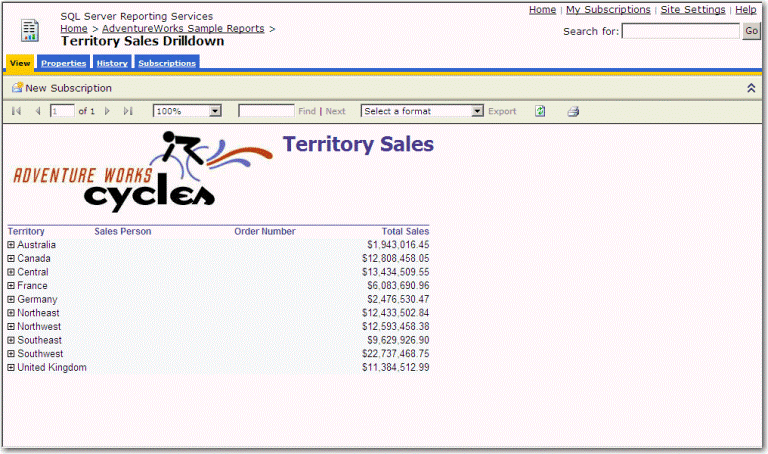 SQL Server Reporting Services
Home | My Subscriptions | Site Settings | Help
Home > AdventureWorks Sample Reports >
Territory Sales Drilldown
Search for: Go
View Properties History Subscriptions
New Subscription
1 of 1 100% Find | Next Select a format Export
ADVENTURE WORKS
cycles
Territory Sales
Territory Sales Person Order Number Total Sales
Australia $1,943,016.45
Canada $12,808,458.05
Central $13,434,509.55
France $6,083,690.96
Germany $2,476,530.47
Northeast $12,433,502.84
Northwest $12,593,458.38
Southeast $9,629,926.90
Southwest $22,737,468.75
United Kingdom $11,384,512.99